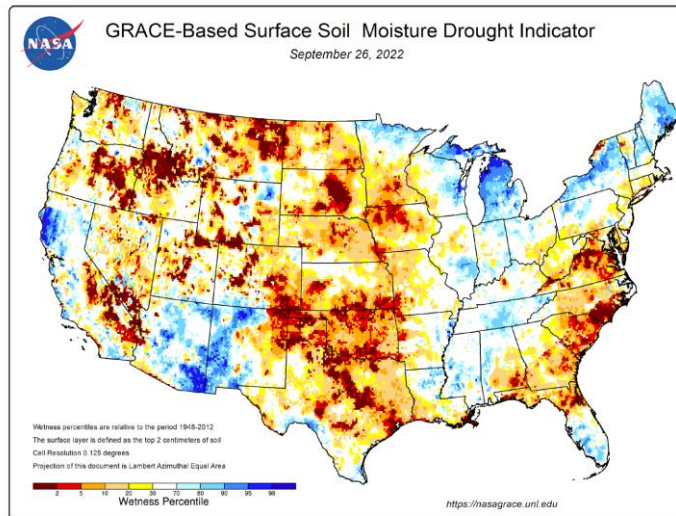 NASA
GRACE-Based Surface Soil  Moisture Drought Indicator
September 26, 2022
Wetness percentiles are relative to the period 1948-2012
The surface layer is defined as the top 2 centimeters of soil
Cell Resolution 0.125 degrees
Projection of this document is Lambert Azimuthal Equal Area
2 5 10 20 30 70 80 90 95 98
Wetness Percentile
https://nasagrace.unl.edu